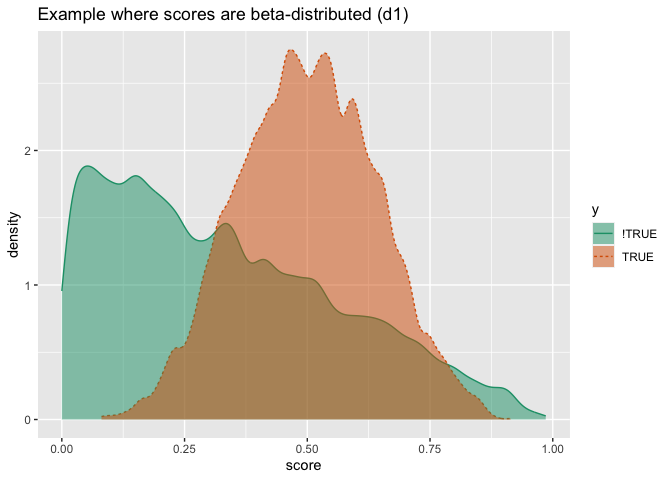 Example where scores are beta-distributed (d1)
density
2
1
0
0.00 0.25 0.50 0.75 1.00
score
y
!TRUE
TRUE